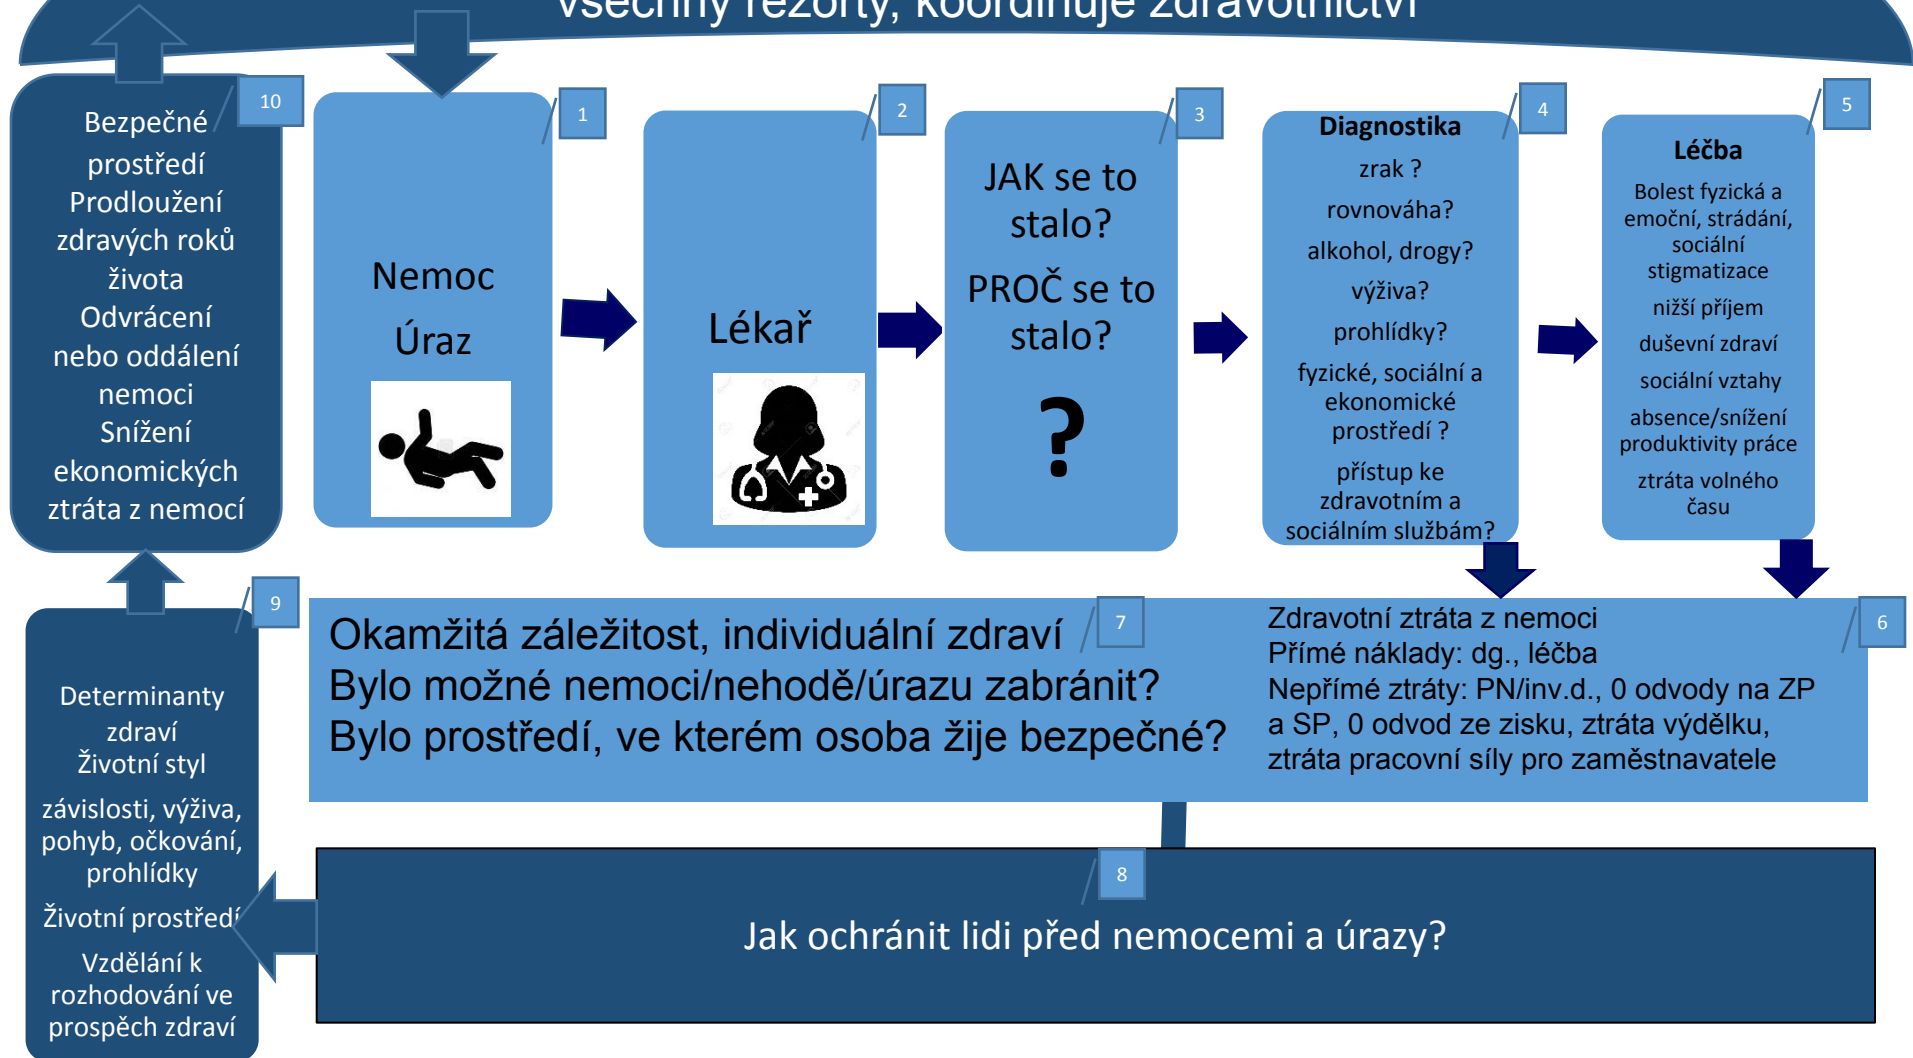 všechny rezorty, koordinuje zdravotnictví
10
Bezpečné
prostředí
Prodloužení
zdravých roků
života
Odvrácení
nebo oddálení
nemoci
Snížení
ekonomických
ztráta z nemocí
1
Nemoc
Úraz
2
Lékař
3
JAK se to
stalo?
PROČ se to
stalo?
?
4
Diagnostika
zrak ?
rovnováha?
alkohol, drogy?
výživa?
prohlídky?
fyzické, sociální a
ekonomické
prostředí ?
přístup ke
zdravotním a
sociálním službám?
5
Léčba
Bolest fyzická a
emoční, strádání,
sociální
stigmatizace
nižší příjem
duševní zdraví
sociální vztahy
absence/snížení
produktivity práce
ztráta volného
času
6
Zdravotní ztráta z nemoci
Přímé náklady: dg., léčba
Nepřímé ztráty: PN/inv.d., 0 odvody na ZP
a SP, 0 odvod ze zisku, ztráta výdělku,
ztráta pracovní síly pro zaměstnavatele
7
Okamžitá záležitost, individuální zdraví
Bylo možné nemoci/nehodě/úrazu zabránit?
Bylo prostředí, ve kterém osoba žije bezpečné?
8
Jak ochránit lidi před nemocemi a úrazy?
9
Determinanty
zdraví
Životní styl
závislosti, výživa,
pohyb, očkování,
prohlídky
Životní prostředí
Vzdělání k
rozhodování ve
prospěch zdraví